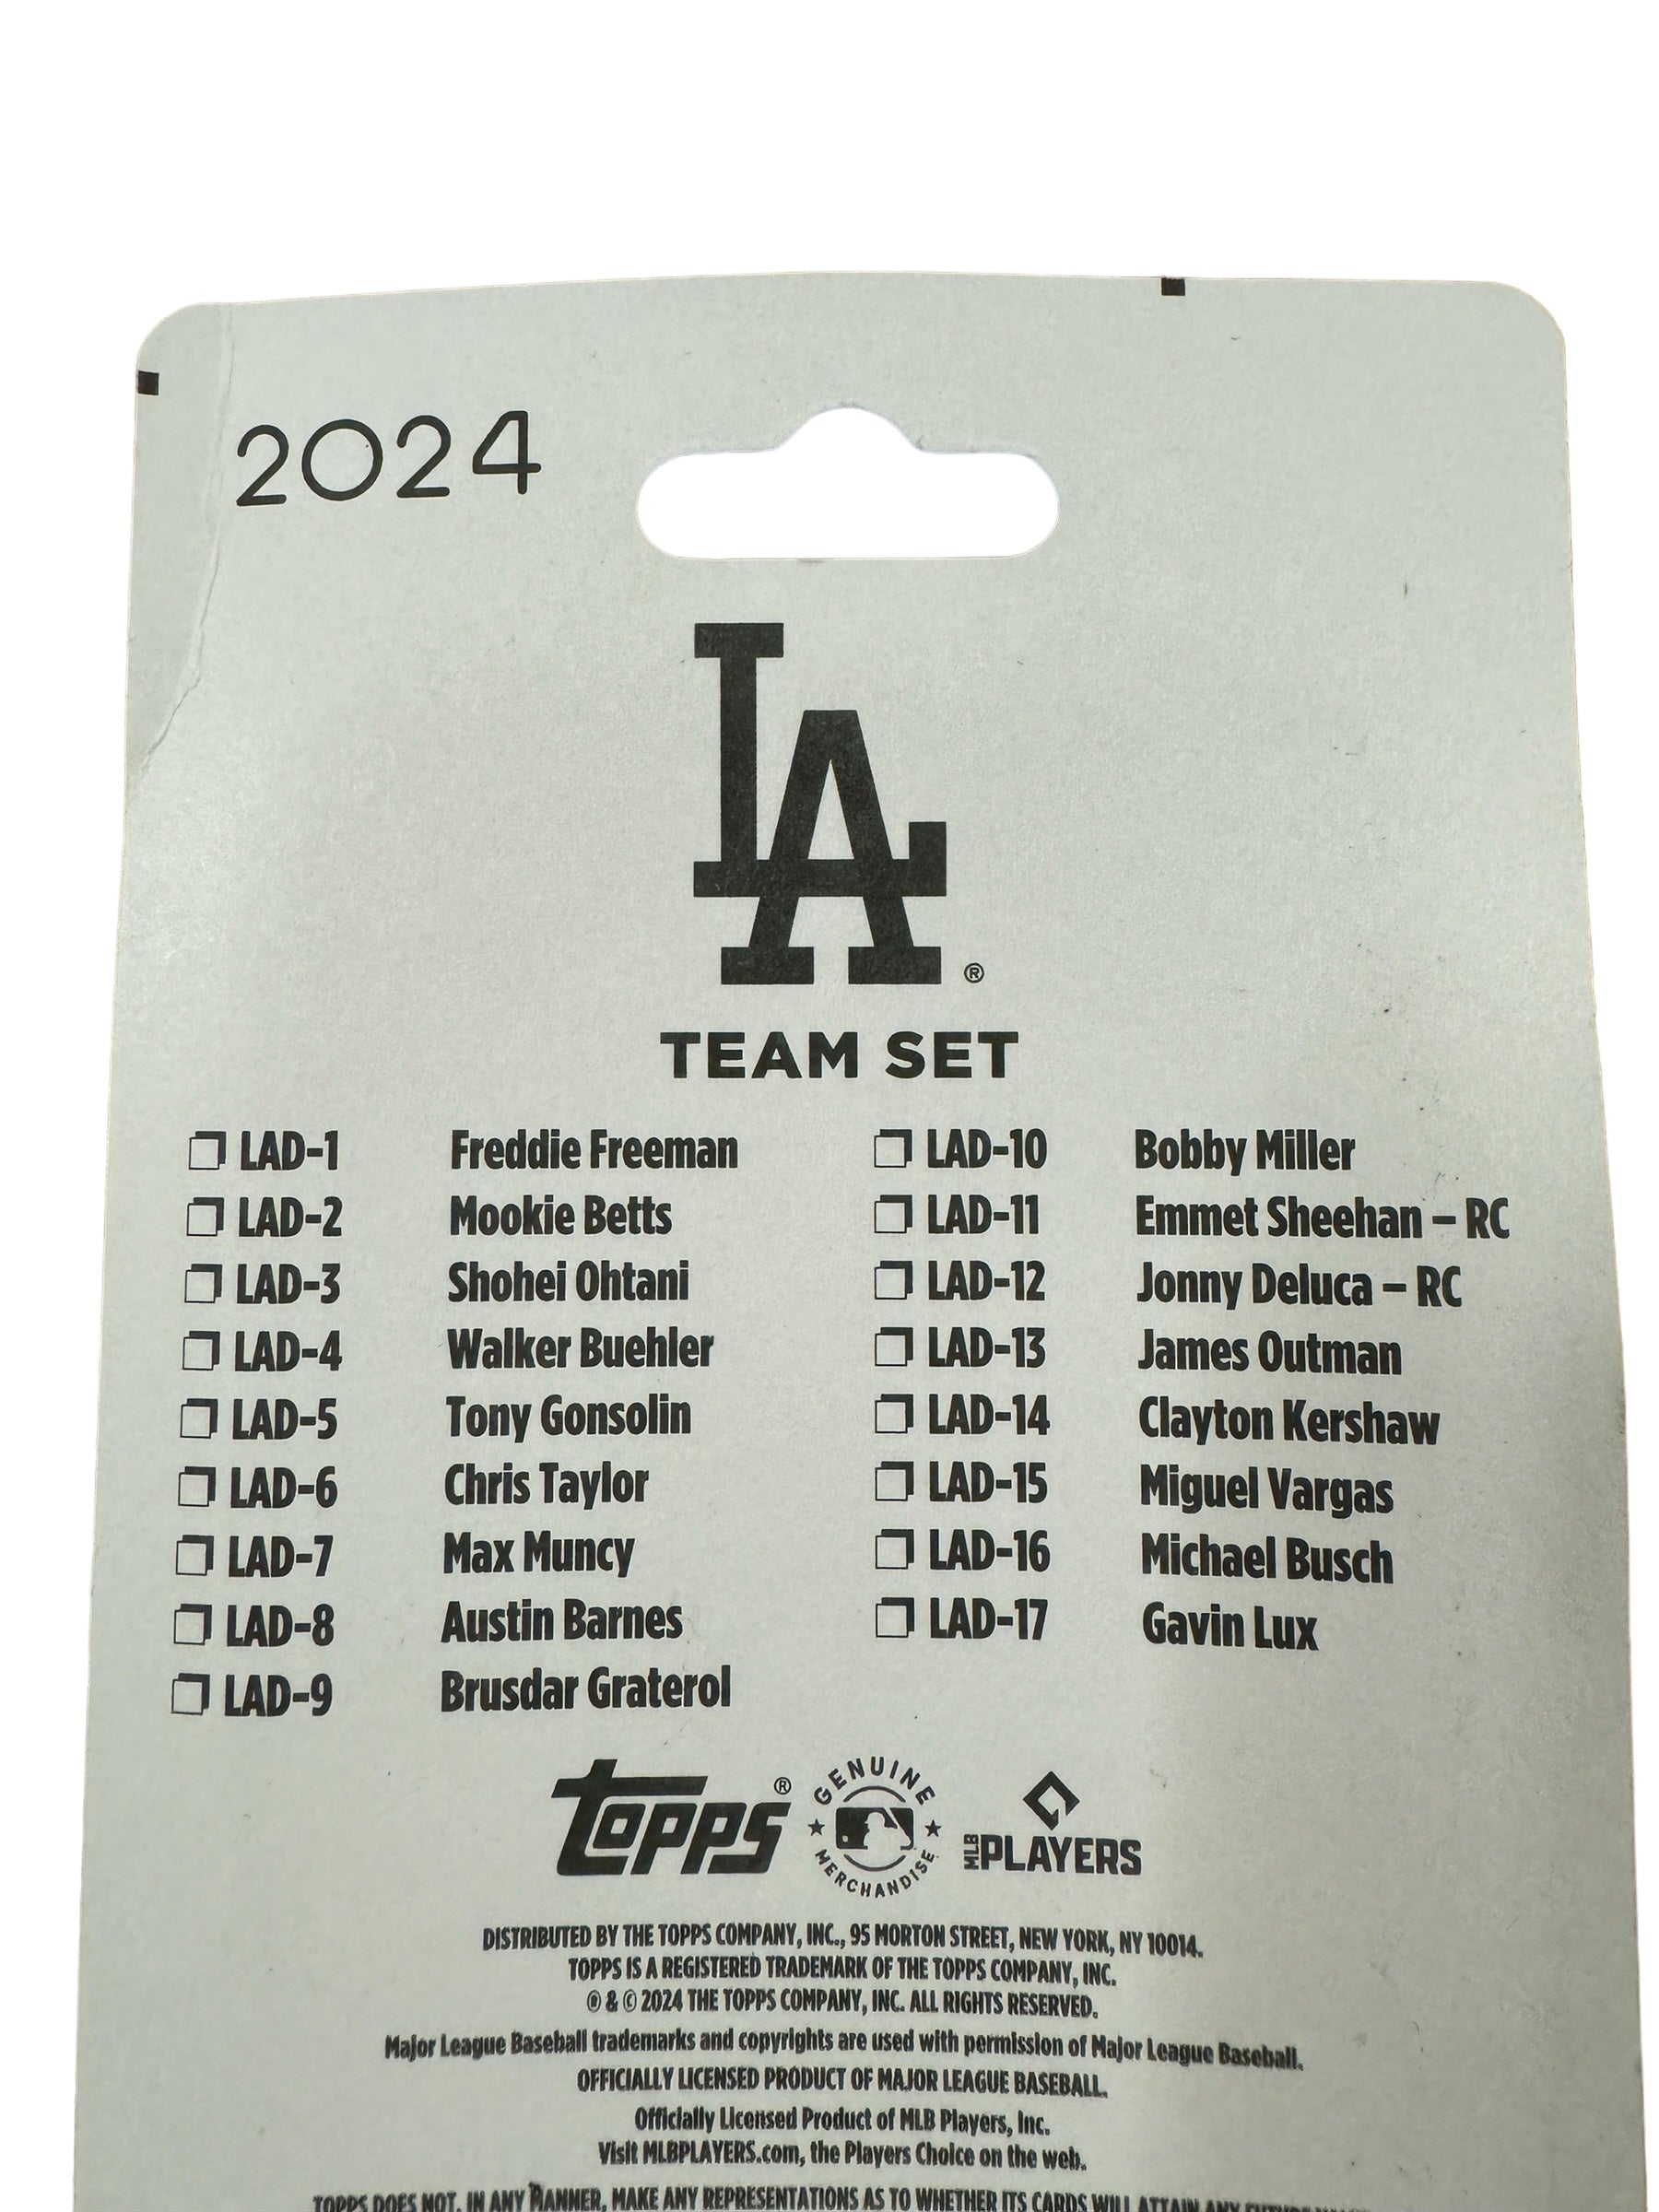 2024
LA ®
TEAM SET
LAD-1 Freddie Freeman
LAD-2 Mookie Betts
LAD-3 Shohei Ohtani
LAD-4 Walker Buehler
LAD-5 Tony Gonsolin
LAD-6 Chris Taylor
LAD-7 Max Muncy
LAD-8 Austin Barnes
LAD-9 Brusdar Graterol
LAD-10 Bobby Miller
LAD-11 Emmet Sheehan – RC
LAD-12 Jonny Deluca – RC
LAD-13 James Outman
LAD-14 Clayton Kershaw
LAD-15 Miguel Vargas
LAD-16 Michael Busch
LAD-17 Gavin Lux
Topps ®
GENUINE MERCHANDISE
MLB PLAYERS
DISTRIBUTED BY THE TOPPS COMPANY, INC., 95 MORTON STREET, NEW YORK, NY 10014.
TOPPS IS A REGISTERED TRADEMARK OF THE TOPPS COMPANY, INC.
® & © 2024 THE TOPPS COMPANY, INC. ALL RIGHTS RESERVED.
Major League Baseball trademarks and copyrights are used with permission of Major League Baseball.
OFFICIALLY LICENSED PRODUCT OF MAJOR LEAGUE BASEBALL.
Officially Licensed Product of MLB Players, Inc.
Visit MLBPLAYERS.com, the Players Choice on the web.
TOPPS DOES NOT, IN ANY MANNER, MAKE ANY REPRESENTATIONS AS TO WHETHER ITS CARDS WILL ATTAIN ANY